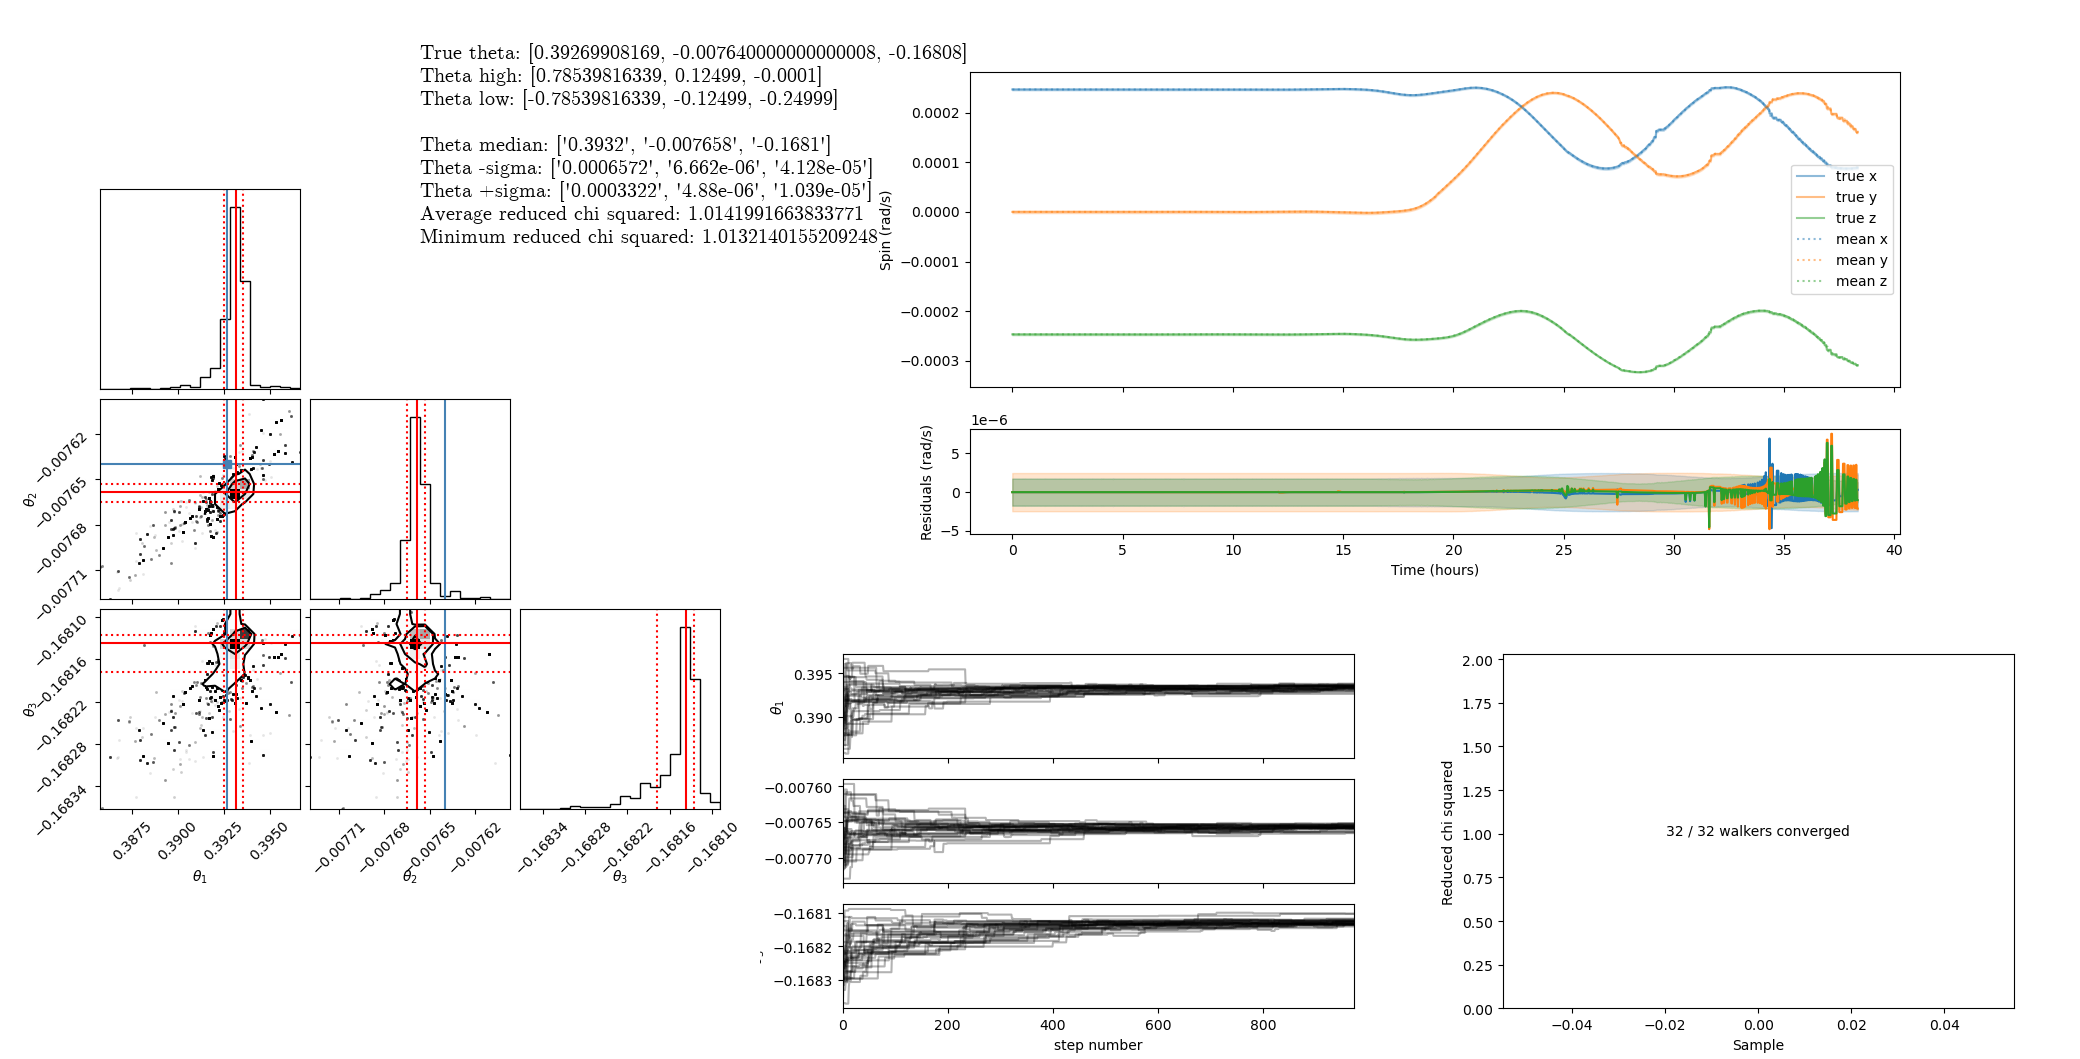 True theta: [0.39269908169, -0.007640000000000008, -0.16808]
Theta high: [0.78539816339, 0.12499, -0.0001]
Theta low: [-0.78539816339, -0.12499, -0.24999]
Theta median: ['0.3932', '-0.007658', '-0.1681']
Theta -sigma: ['0.0006572', '6.662e-06', '4.128e-05']
Theta +sigma: ['0.0003322', '4.88e-06', '1.039e-05']
Average reduced chi squared: 1.0141991663833771
Minimum reduced chi squared: 1.0132140155209248
Spin (rad/s)
0.0002
0.0001
0.0000
−0.0001
−0.0002
−0.0003
true x
true y
true z
mean x
mean y
mean z
1e−6
Residuals (rad/s)
5
0
−5
0 5 10 15 20 25 30 35 40
Time (hours)
θ2
−0.00762
−0.00765
−0.00768
−0.00771
θ3
−0.16810
−0.16816
−0.16822
−0.16828
−0.16834
0.3875 0.3900 0.3925 0.3950
θ1
−0.00771 −0.00768 −0.00765 −0.00762
θ2
−0.16834 −0.16828 −0.16822 −0.16816 −0.16810
θ3
θ1
0.395
0.390
−0.00760
−0.00765
−0.00770
−0.1681
−0.1682
−0.1683
0 200 400 600 800
step number
Reduced chi squared
2.00
1.75
1.50
1.25
1.00
0.75
0.50
0.25
0.00
32 / 32 walkers converged
−0.04 −0.02 0.00 0.02 0.04
Sample